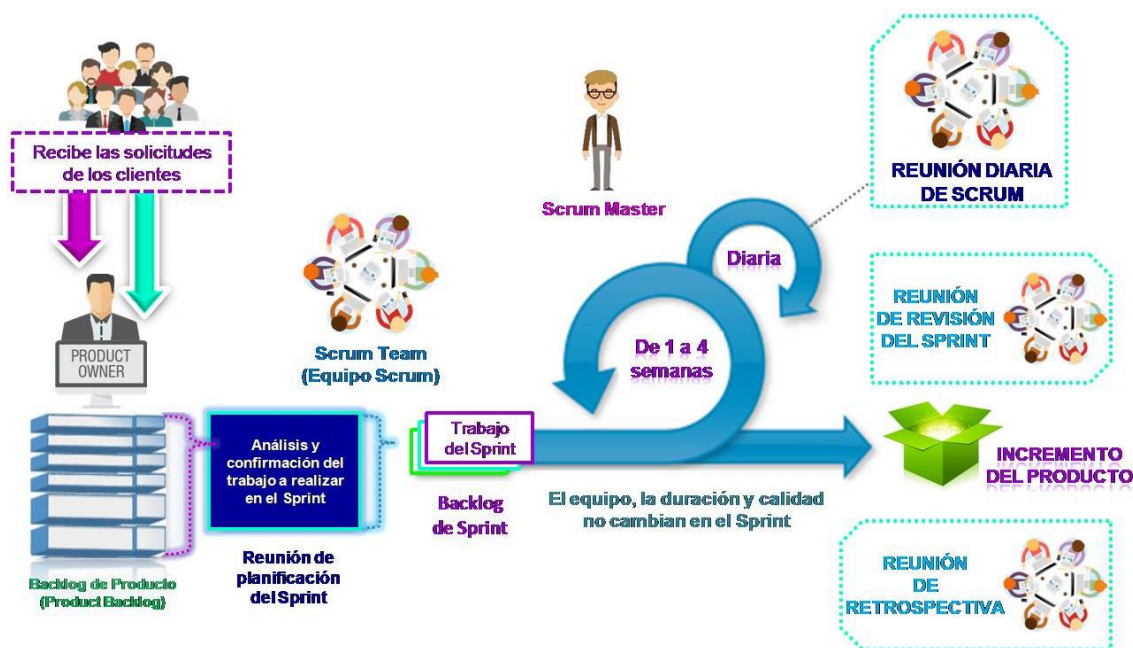 Recibe las solicitudes
de los clientes
PRODUCT
OWNER
Backlog de Producto
(Product Backlog)
Análisis y
confirmación del
trabajo a realizar
en el Sprint
Reunión de
planificación
del Sprint
Scrum Team
(Equipo Scrum)
Trabajo
del Sprint
Backlog
de Sprint
Scrum Master
Diaria
De 1 a 4
semanas
El equipo, la duración y calidad
no cambian en el Sprint
REUNIÓN DIARIA
DE SCRUM
REUNIÓN
DE REVISIÓN
DEL SPRINT
INCREMENTO
DEL PRODUCTO
REUNIÓN
DE
RETROSPECTIVA